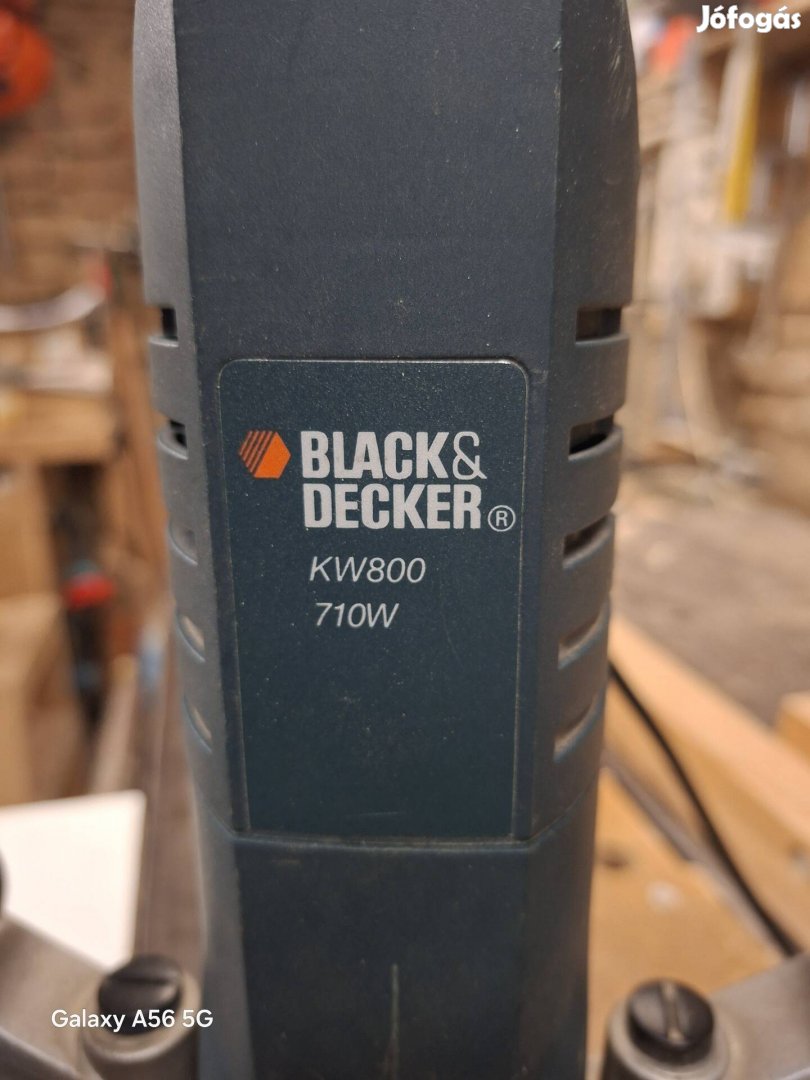 Jófogás
BLACK&
DECKER®
KW800
710W
Galaxy A56 5G